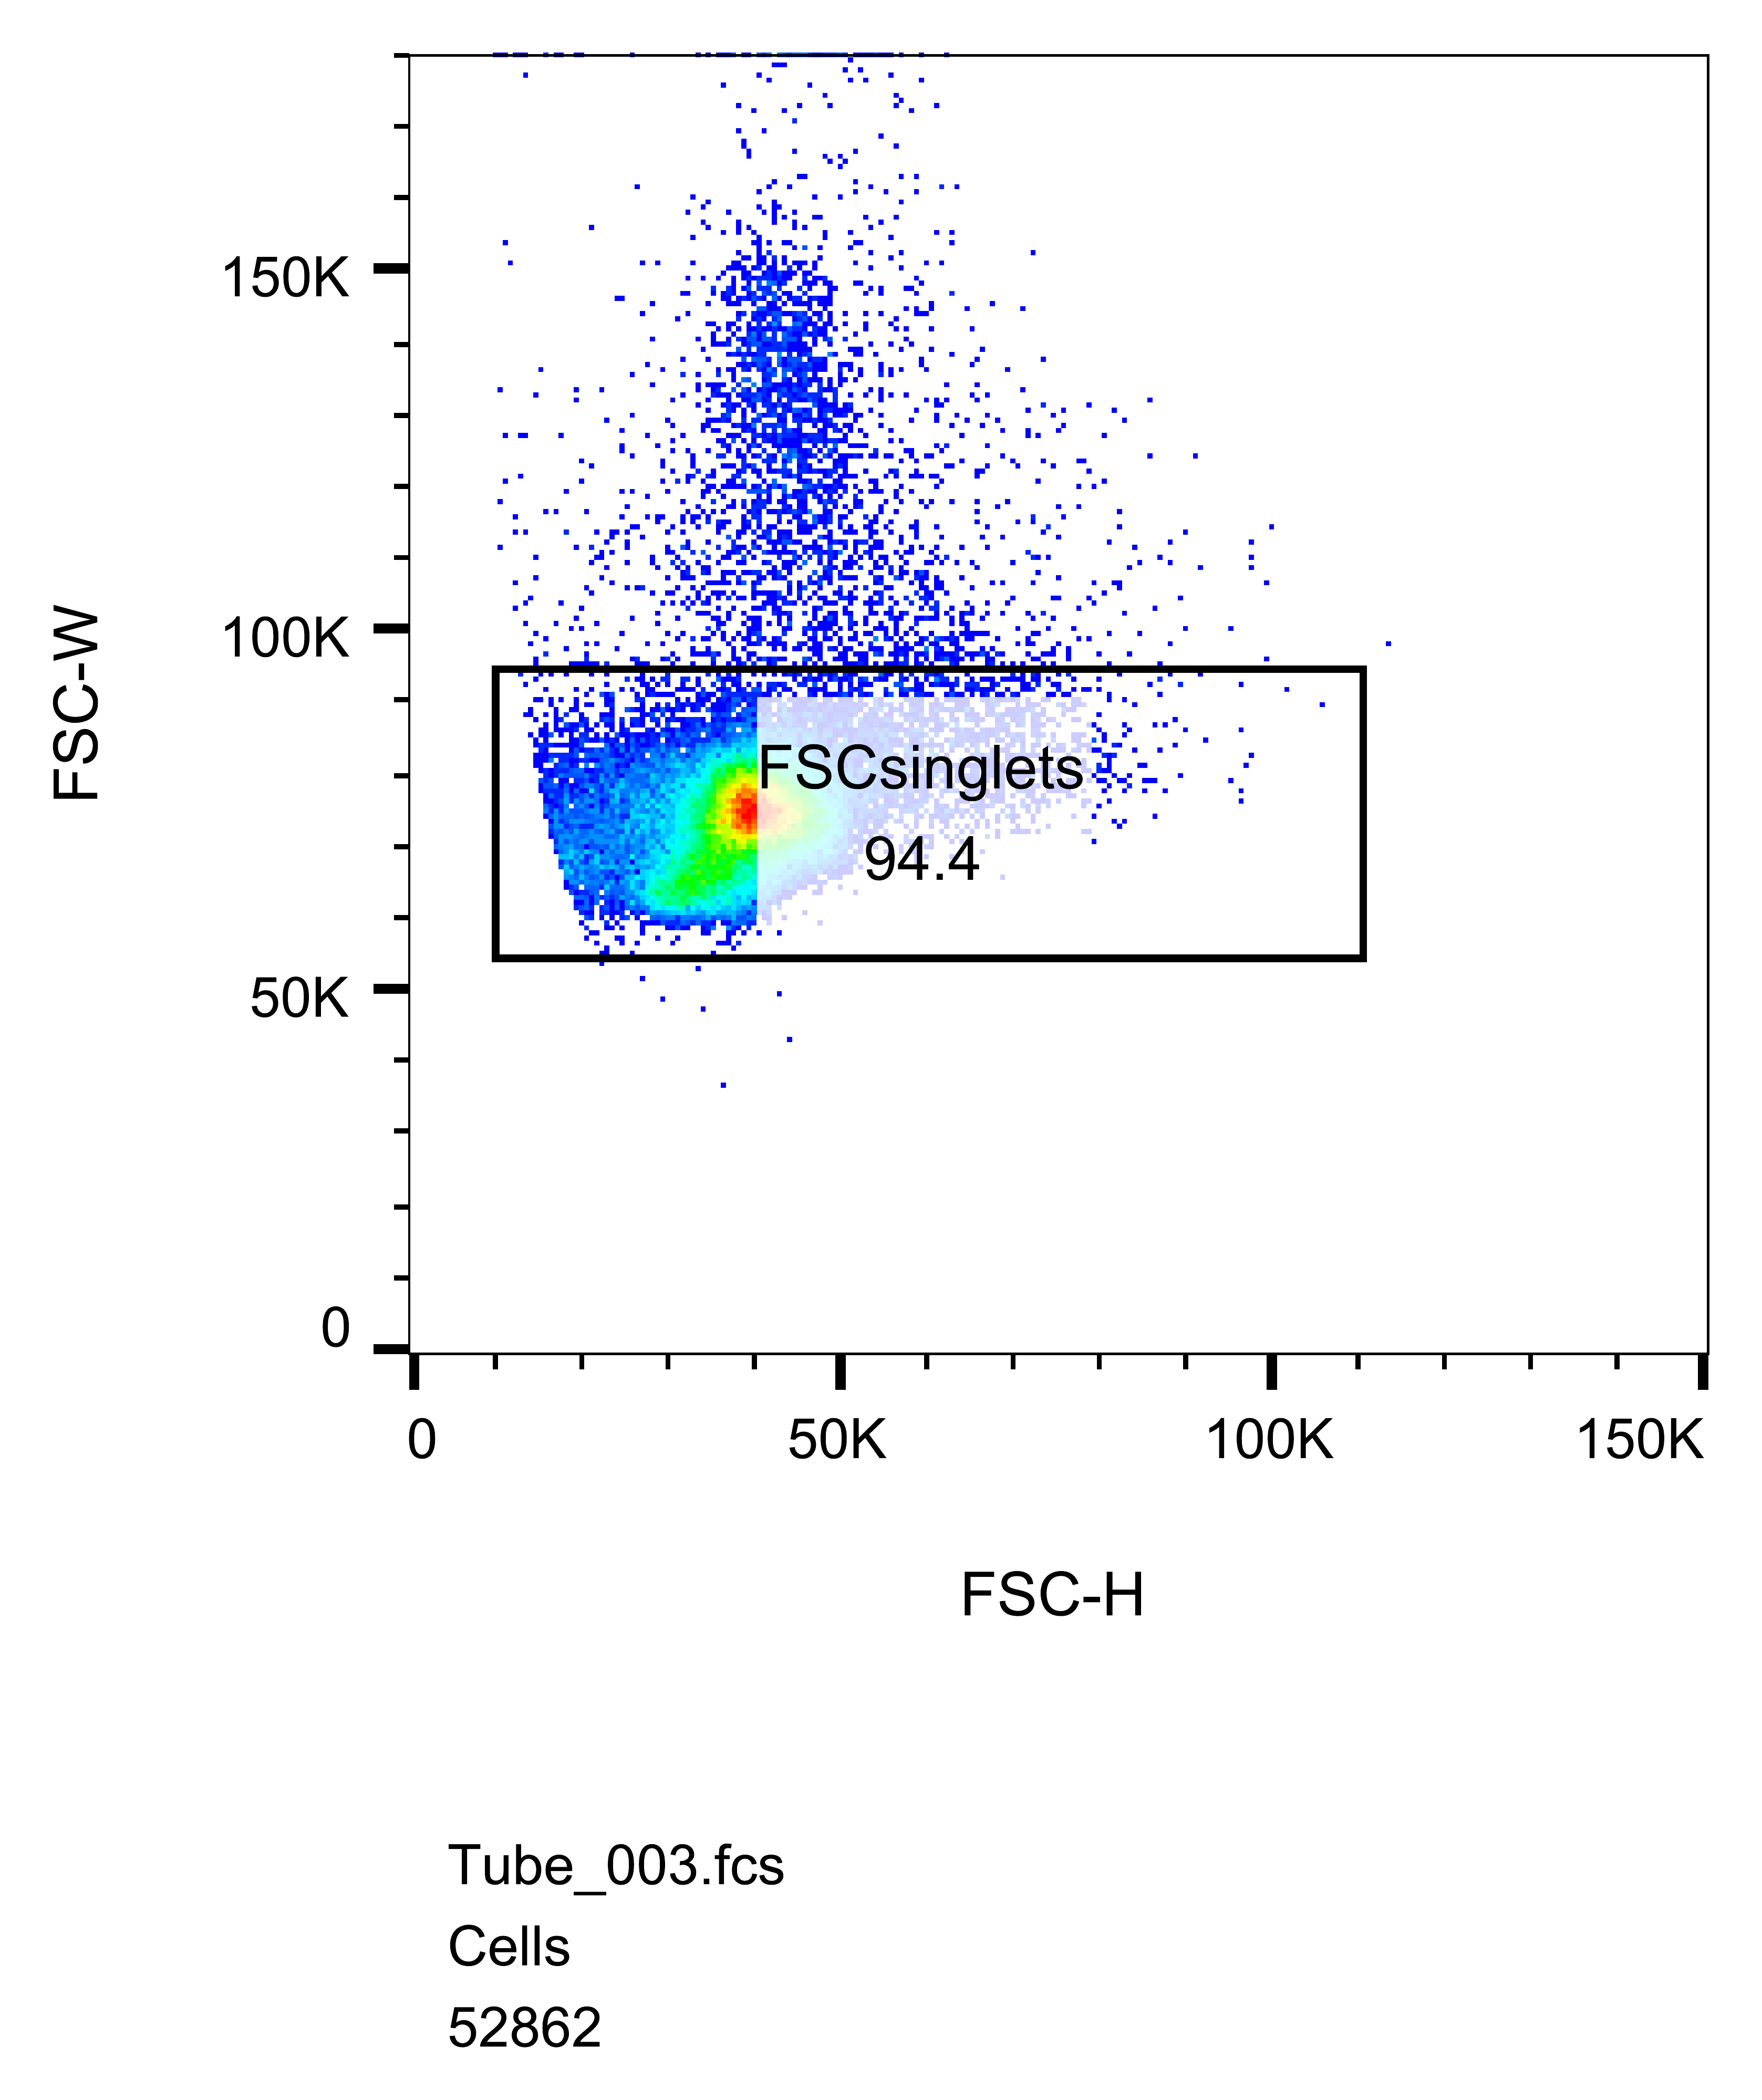 150K
100K
50K
0
FSC-W
FSCsinglets
94.4
0
50K
100K
150K
FSC-H
Tube_003.fcs
Cells
52862